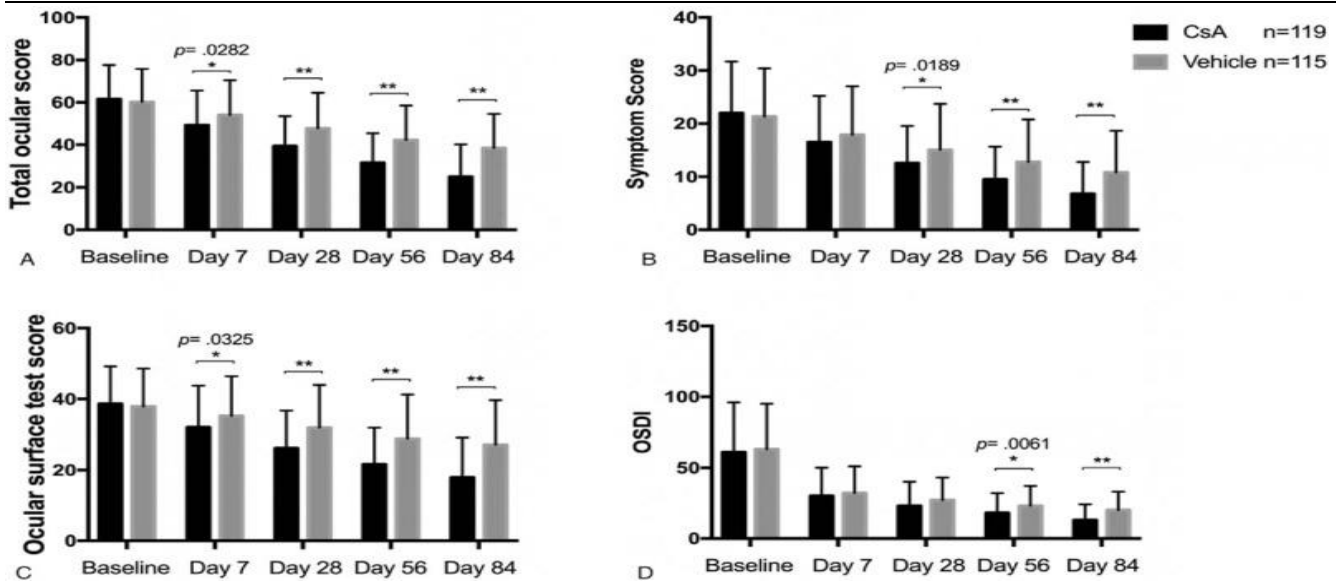 CsA n=119
Vehicle n=115
Total ocular score
100
80
60
40
20
0
p= .0282
*
**
**
**
Baseline Day 7 Day 28 Day 56 Day 84
A
Symptom Score
40
30
20
10
0
p= .0189
*
**
**
Baseline Day 7 Day 28 Day 56 Day 84
B
Ocular surface test score
60
40
20
0
p= .0325
*
**
**
**
Baseline Day 7 Day 28 Day 56 Day 84
C
OSDI
150
100
50
0
p= .0061
*
**
Baseline Day 7 Day 28 Day 56 Day 84
D